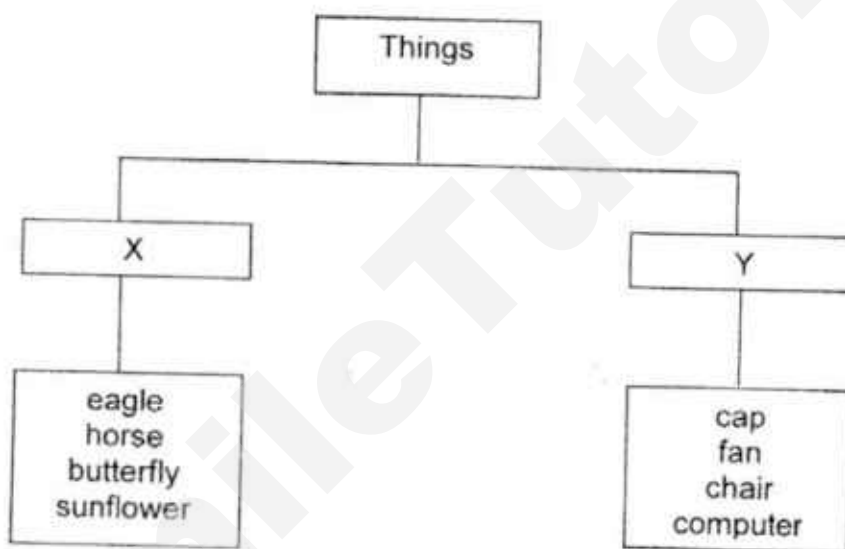 Things
X
Y
eagle
horse
butterfly
sunflower
cap
fan
chair
computer